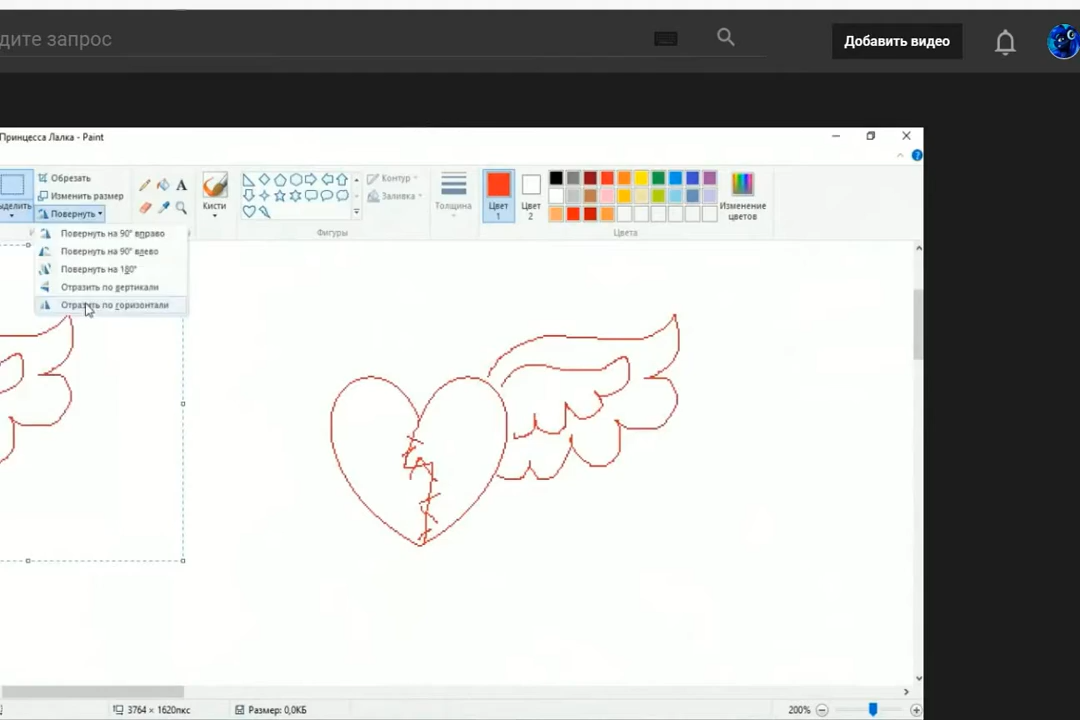 дите запрос
Добавить видео
Принцесса Лалка - Paint
ыделить
Обрезать
Изменить размер
Повернуть
A
Кисти
Контур
Заливка
Фигуры
Толщина
Цвет 1
Цвет 2
Изменение цветов
Цвета
Повернуть на 90° вправо
Повернуть на 90° влево
Повернуть на 180°
Отразить по вертикали
Отразить по горизонтали
3764 × 1620пкс
Размер: 0,0КБ
200%